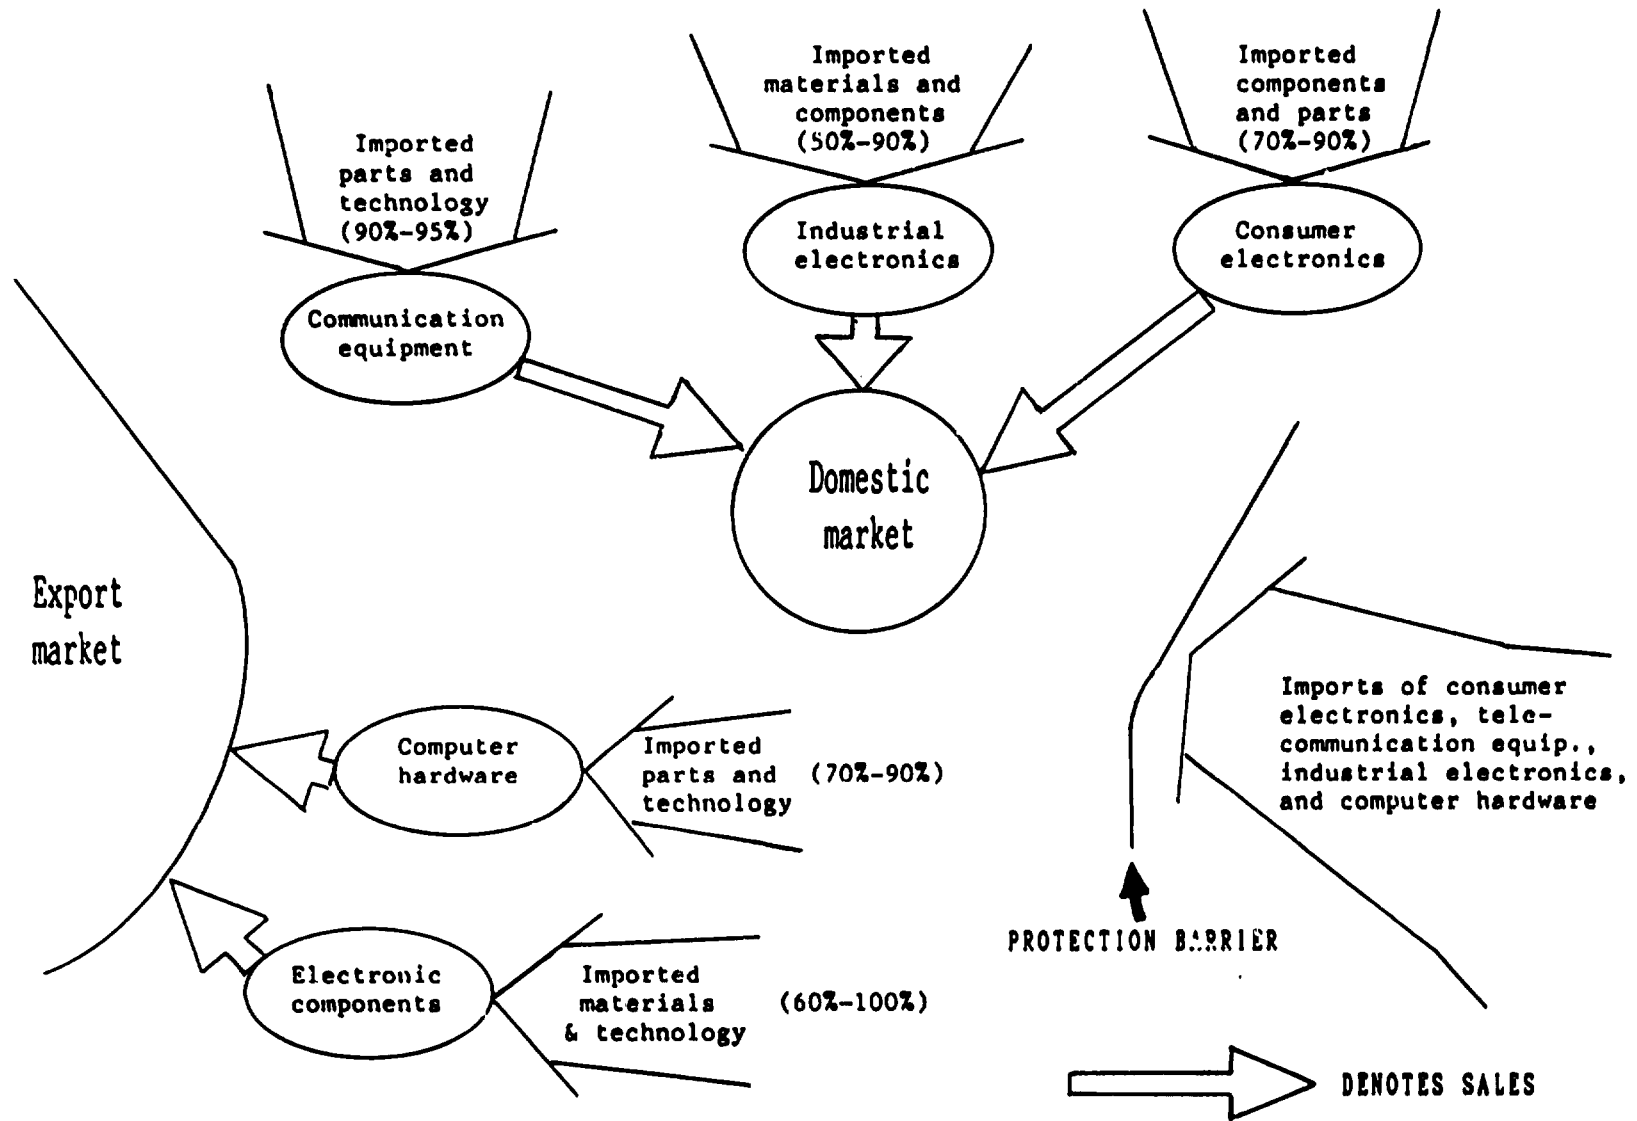 Imported
parts and
technology
(90%-95%)
Communication
equipment
Imported
materials and
components
(50%-90%)
Industrial
electronics
Imported
components
and parts
(70%-90%)
Consumer
electronics
Domestic
market
Export
market
Computer
hardware
Imported
parts and (70%-90%)
technology
Electronic
components
Imported
materials (60%-100%)
& technology
Imports of consumer
electronics, tele-
communication equip.,
industrial electronics,
and computer hardware
PROTECTION BARRIER
DENOTES SALES